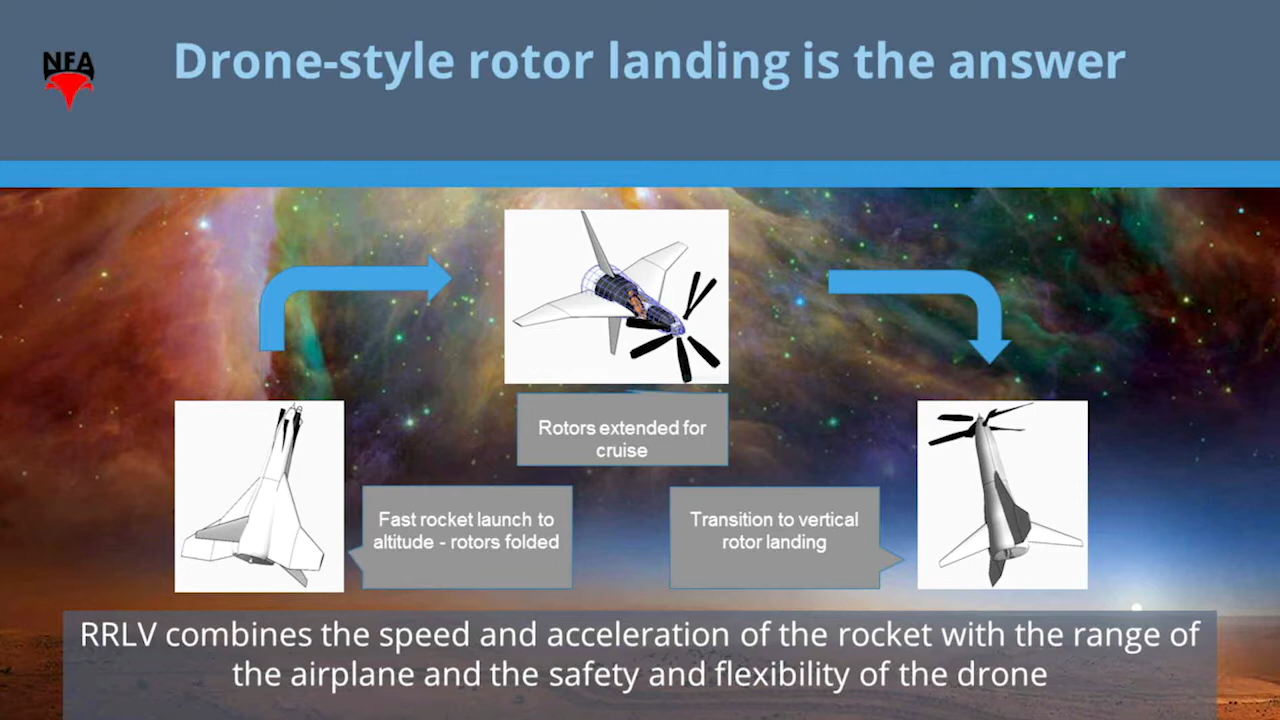 NFA
Drone-style rotor landing is the answer
Rotors extended for
cruise
Fast rocket launch to
altitude - rotors folded
Transition to vertical
rotor landing
RRLV combines the speed and acceleration of the rocket with the range of
the airplane and the safety and flexibility of the drone